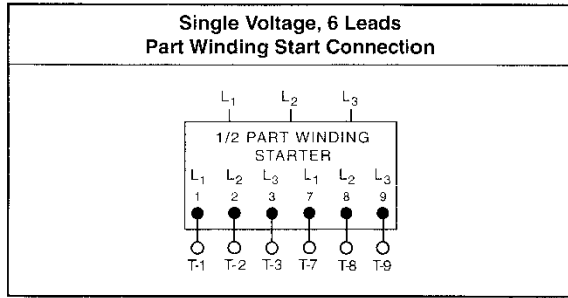 Single Voltage, 6 Leads
Part Winding Start Connection
L₁ L₂ L₃
1/2 PART WINDING
STARTER
L₁ L₂ L₃ L₁ L₂ L₃
1 2 3 7 8 9
T-1 T-2 T-3 T-7 T-8 T-9